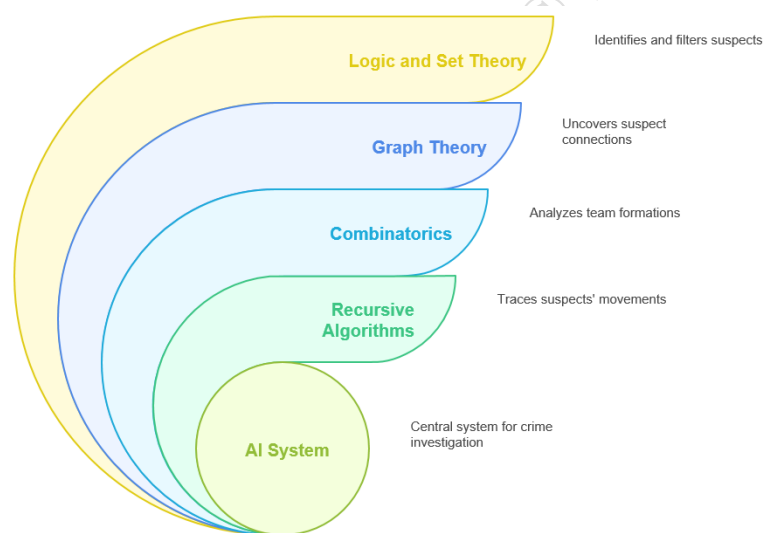 Logic and Set Theory
Identifies and filters suspects
Graph Theory
Uncovers suspect
connections
Combinatorics
Analyzes team formations
Recursive
Algorithms
Traces suspects' movements
AI System
Central system for crime
investigation